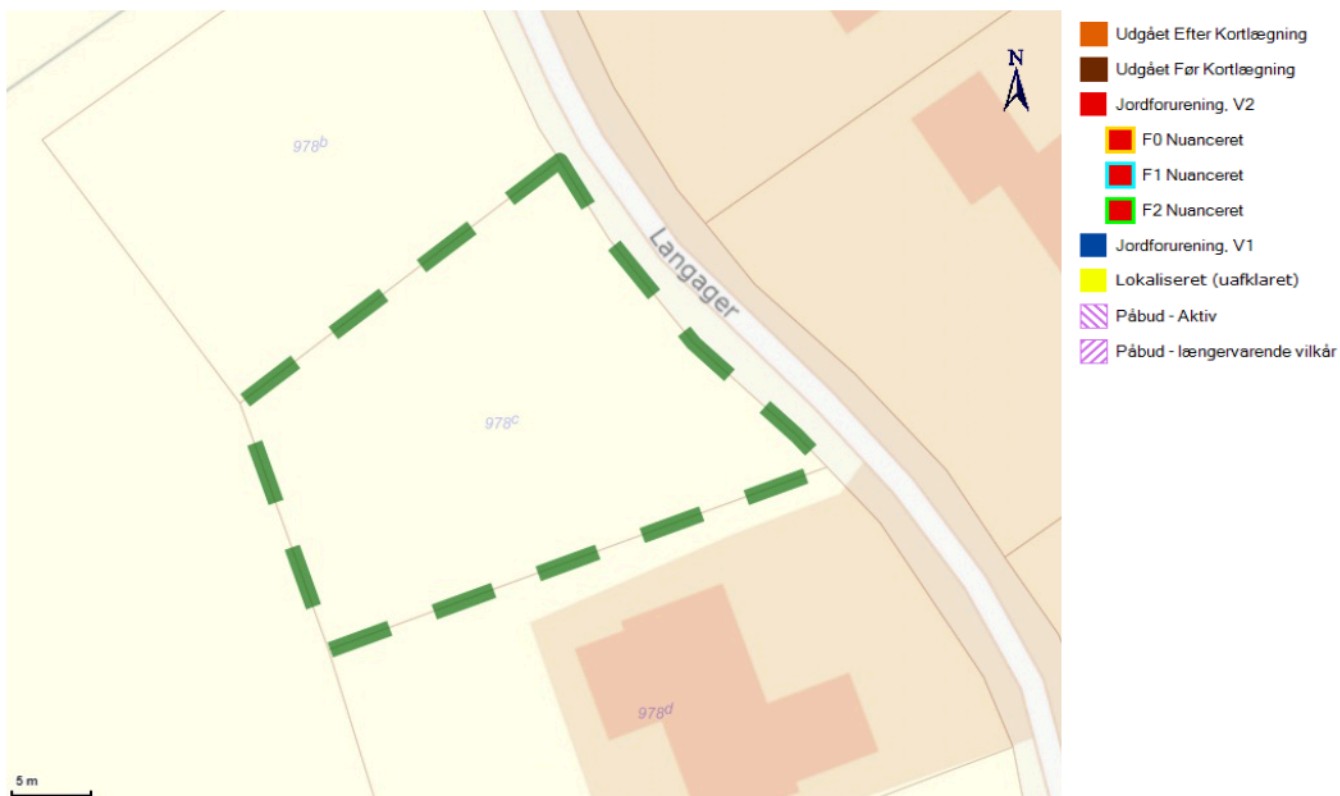 978b
978c
978d
Langager
N
5 m
Udgået Efter Kortlægning
Udgået Før Kortlægning
Jordforurening, V2
F0 Nuanceret
F1 Nuanceret
F2 Nuanceret
Jordforurening, V1
Lokaliseret (uafklaret)
Påbud - Aktiv
Påbud - længervarende vilkår